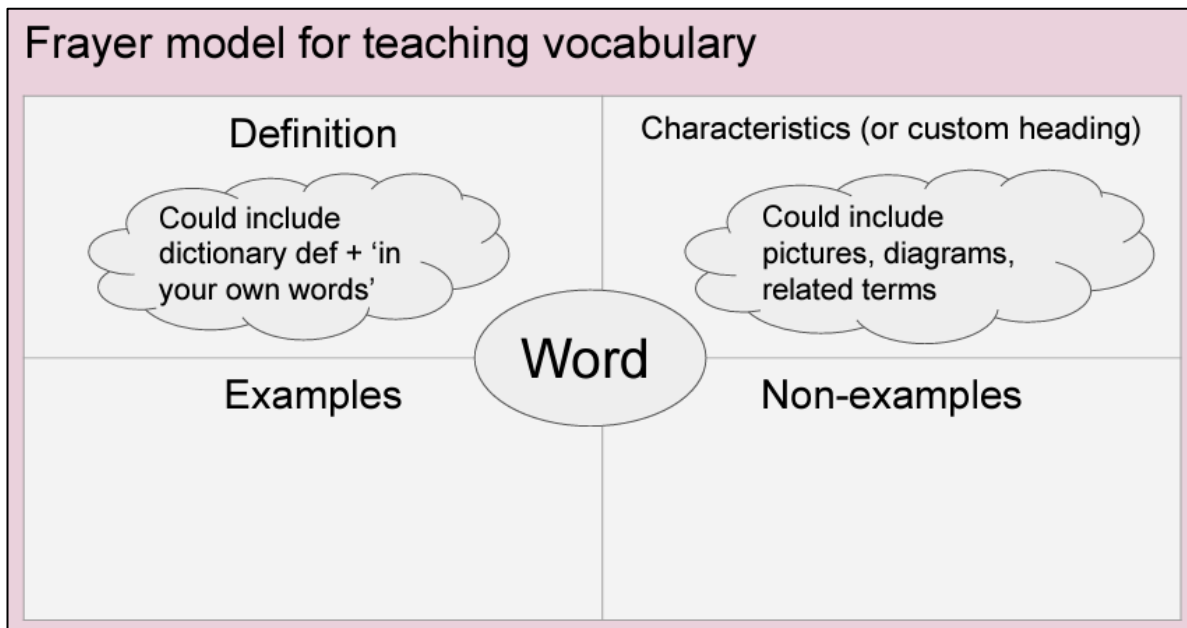 Frayer model for teaching vocabulary
Definition
Could include
dictionary def + ‘in
your own words’
Characteristics (or custom heading)
Could include
pictures, diagrams,
related terms
Word
Examples
Non-examples